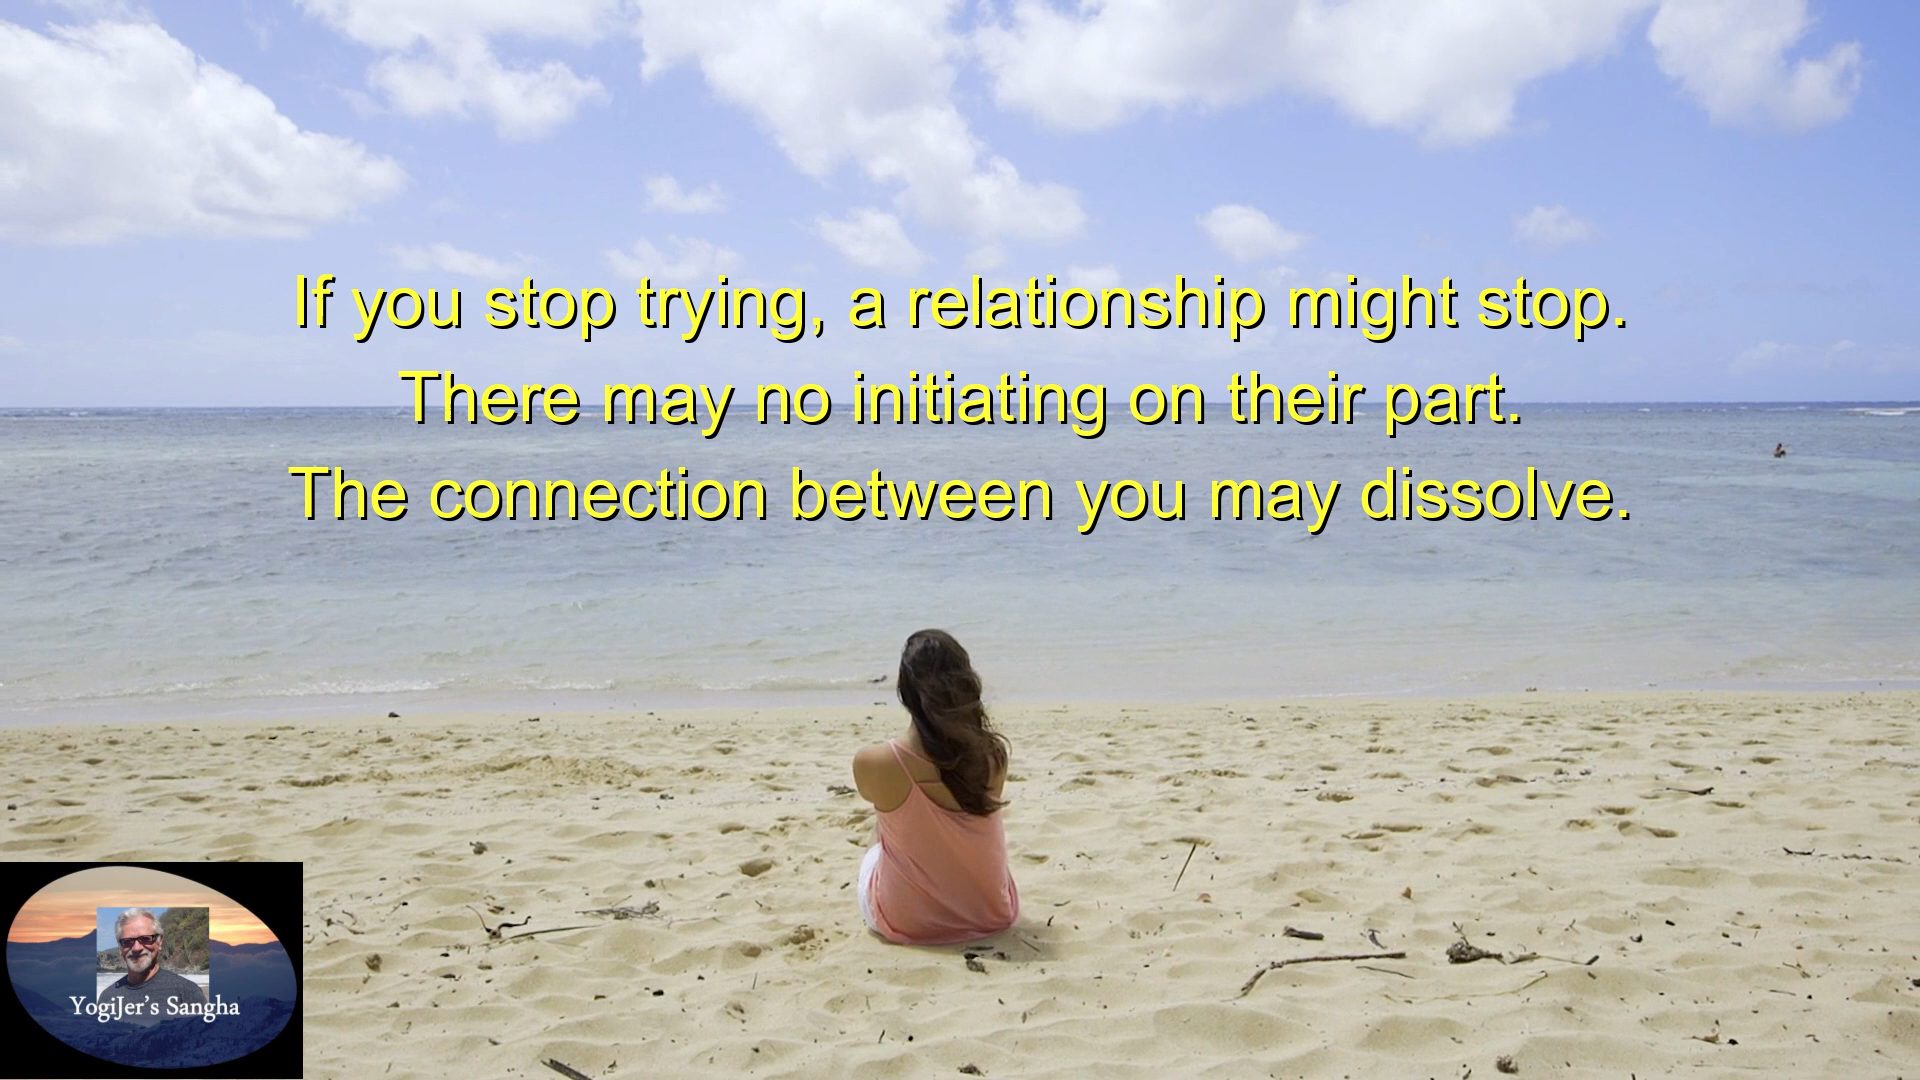 If you stop trying, a relationship might stop.
There may no initiating on their part.
The connection between you may dissolve.
YogiJer's Sangha